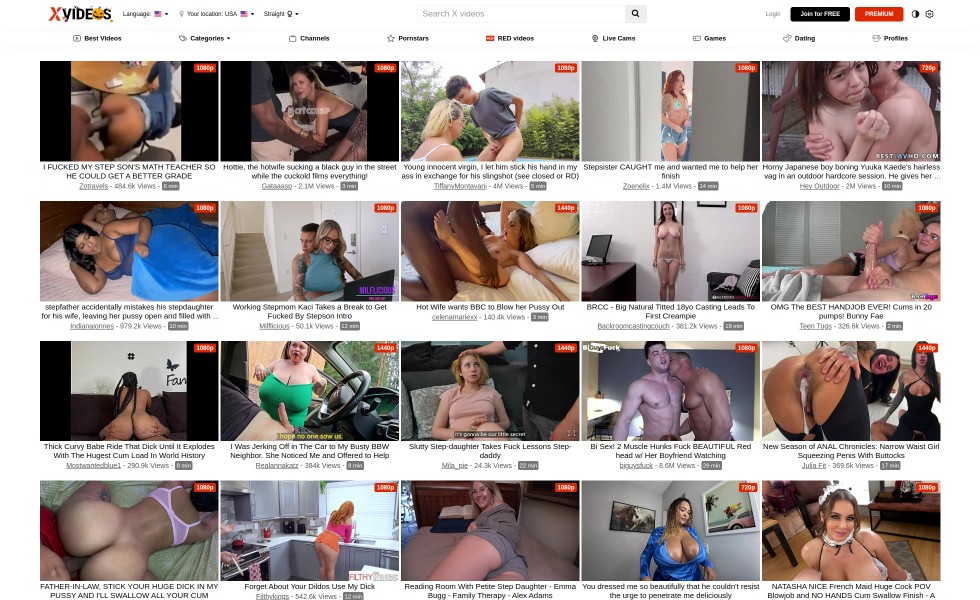 XVIDEOS
Language:
Your location: USA
Straight
Search X videos
Login
Join for FREE
PREMIUM
Best Videos
Categories
Channels
Pornstars
RED videos
Live Cams
Games
Dating
Profiles
1080p
1080p
1080p
1080p
720p
BESTJAVHD.COM
I FUCKED MY STEP SON'S MATH TEACHER SO
HE COULD GET A BETTER GRADE
Zotravels - 484.6k Views - 6 min
Hottie, the hotwife sucking a black guy in the street
while the cuckold films everything!
Gataaasp - 2.1M Views - 3 min
Young innocent virgin, I let him stick his hand in my
ass in exchange for his slingshot (see closed or RD)
TiffanyMontavani - 4M Views - 5 min
Stepsister CAUGHT me and wanted me to help her
finish
Zoenelix - 1.4M Views - 14 min
Horny Japanese boy boning Yuuka Kaede's peerless
vag in an outdoor hardcore session. He gives her ...
Hey Outdoor - 2M Views - 10 min
1080p
1080p
1440p
1080p
1080p
MILFLICIOUS
stepfather accidentally mistakes his stepdaughter
for his wife, leaving her pussy open and filled with ...
Indianajonnes - 979.2k Views - 10 min
Working Stepmom Kaci Takes a Break to Get
Fucked By Stepson Intro
Milflicious - 50.1k Views - 12 min
Hot Wife wants BBC to Blow her Pussy Out
celenamariexx - 140.4k Views - 3 min
BRCC - Big Natural Titted 18yo Casting Leads To
First Creampie
Backroomcastingcouch - 381.2k Views - 19 min
OMG The BEST HANDJOB EVER! Cums in 20
pumps! Bunny Fae
Teen Tugs - 326.6k Views - 2 min
1080p
1440p
1440p
1080p
1440p
#
Fan
I hope no one saw us.
It's gonna be our little secret
BiGuysFuck
Thick Curvy Babe Ride That Dick Until It Explodes
With The Hugest Cum Load In World History
Mostwantedblue1 - 290.9k Views - 8 min
I Was Jerking Off in The Car to My Busty BBW
Neighbor. She Noticed Me and Offered to Help
Realannakatz - 384k Views - 8 min
Slutty Step-daughter Takes Fuck Lessons Step-
daddy
Mila_pie - 24.3k Views - 22 min
Bi Sex! 2 Muscle Hunks Fuck BEAUTIFUL Red
head w/ Her Boyfriend Watching
biguysfuck - 8.6M Views - 29 min
New Season of ANAL Chronicles: Narrow Waist Girl
Squeezing Penis With Buttocks
Julia Fit - 369.6k Views - 17 min
1080p
1080p
1080p
720p
1080p
FILTHYKINGS
FATHER-IN-LAW, STICK YOUR HUGE DICK IN MY
PUSSY AND I'LL SWALLOW ALL YOUR CUM
Forget About Your Dildos Use My Dick
Filthykings - 542.6k Views - 12 min
Reading Room With Petite Step Daughter - Emma
Bugg - Family Therapy - Alex Adams
You dressed me so beautifully that he couldn't resist
the urge to penetrate me deliciously
NATASHA NICE French Maid Huge Cock POV
Blowjob and NO HANDS Cum Swallow Finish - A